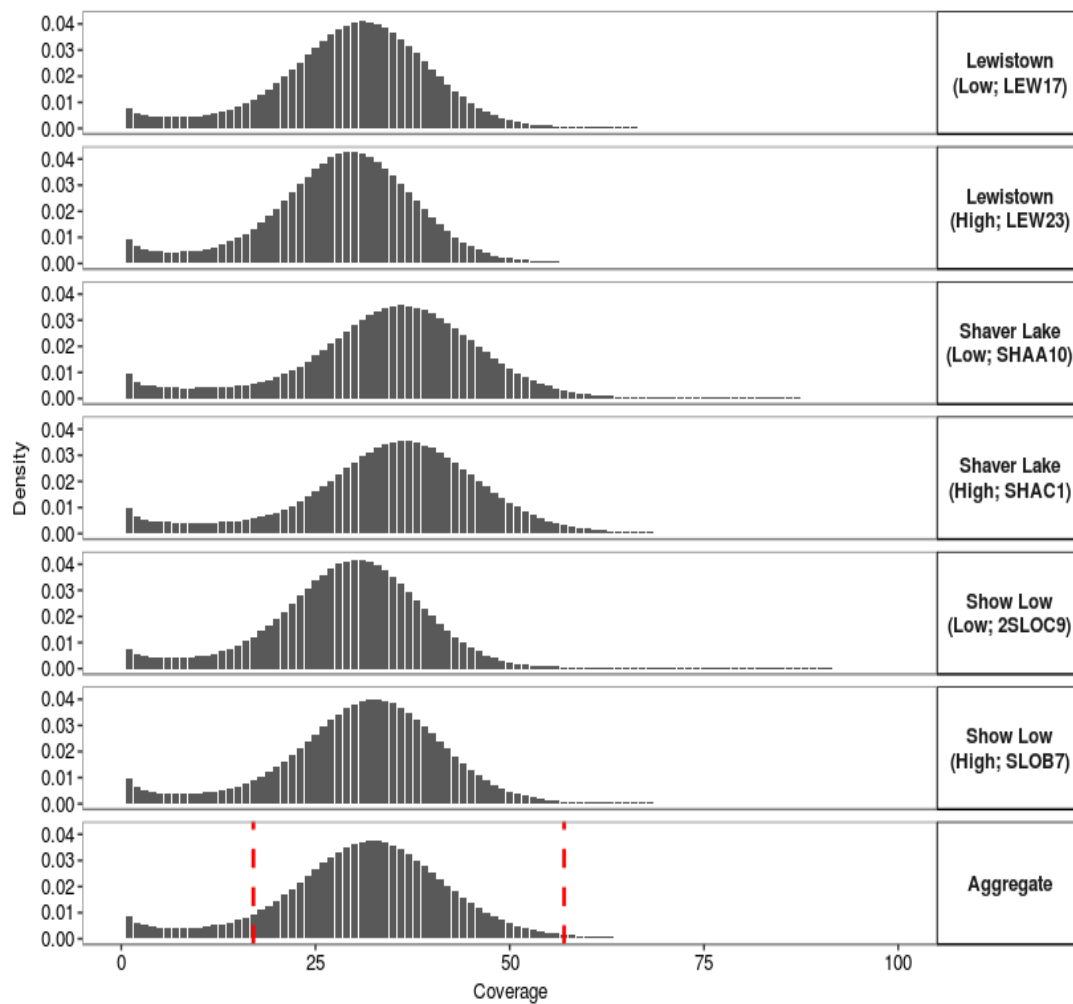 0.04
0.03
0.02
0.01
0.00
Lewistown
(Low; LEW17)
0.04
0.03
0.02
0.01
0.00
Lewistown
(High; LEW23)
0.04
0.03
0.02
0.01
0.00
Shaver Lake
(Low; SHAA10)
0.04
0.03
0.02
0.01
0.00
Shaver Lake
(High; SHAC1)
0.04
0.03
0.02
0.01
0.00
Show Low
(Low; 2SLOC9)
0.04
0.03
0.02
0.01
0.00
Show Low
(High; SLOB7)
0.04
0.03
0.02
0.01
0.00
Aggregate
Density
0 25 50 75 100
Coverage